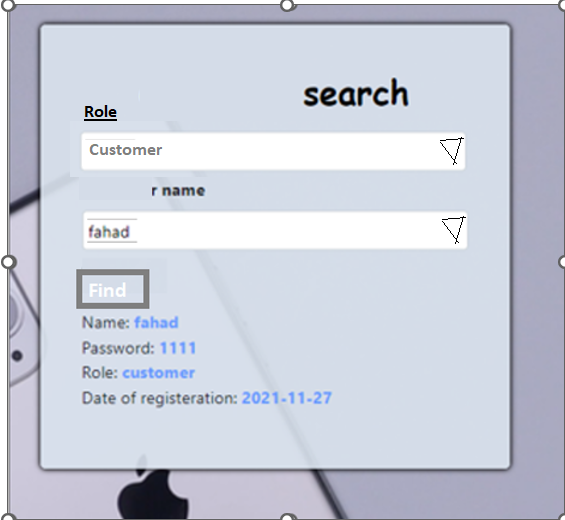 search
Role
Customer
r name
fahad
Find
Name: fahad
Password: 1111
Role: customer
Date of registeration: 2021-11-27